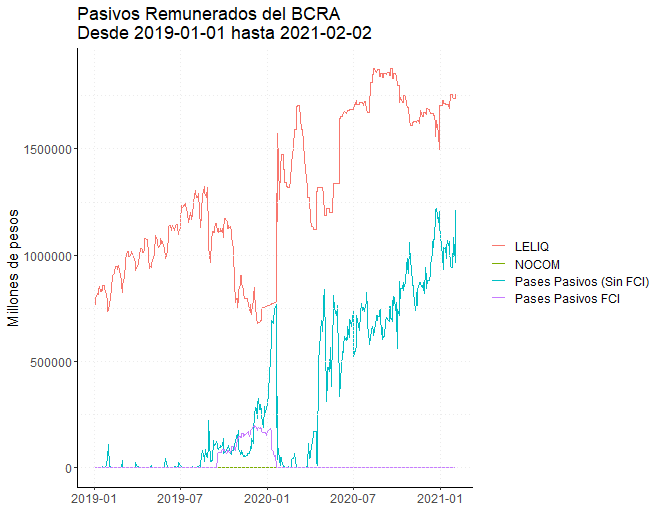 Pasivos Remunerados del BCRA
Desde 2019-01-01 hasta 2021-02-02
Millones de pesos
1500000
1000000
500000
0
2019-01
2019-07
2020-01
2020-07
2021-01
LELIQ
NOCOM
Pases Pasivos (Sin FCI)
Pases Pasivos FCI